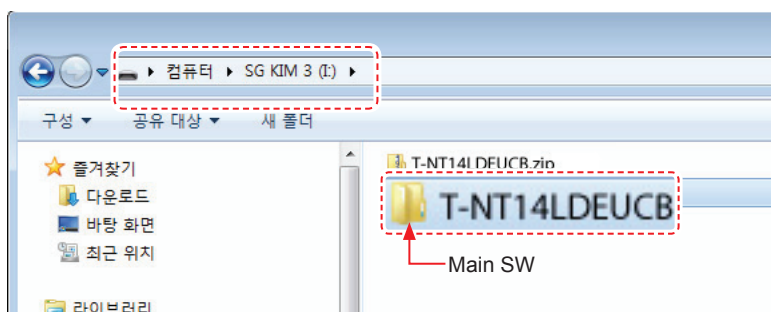 컴퓨터 ▶ SG KIM 3 (I:) ▶
구성 ▼ 공유 대상 ▼ 새 폴더
즐겨찾기
다운로드
바탕 화면
최근 위치
라이브러리
T-NT14LDEUCB.zip
T-NT14LDEUCB
Main SW